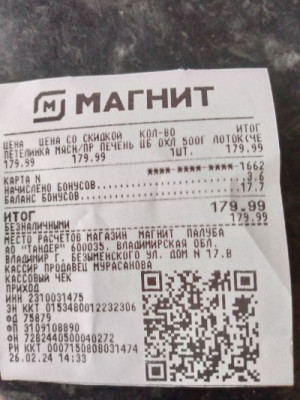 МАГНИТ
ЦЕНА ЦЕНА СО СКИДКОЙ КОЛ-ВО ИТОГ
ПЕТЕЛИНКА МЯСН/ПР ПЕЧЕНЬ ЦБ ОХЛ 500Г ЛОТОК(ЧЕ
179.99 179.99 1ШТ. 179.99
КАРТА N **** **** **** 1662
НАЧИСЛЕНО БОНУСОВ 3.6
БАЛАНС БОНУСОВ 17.7
ИТОГ 179.99
БЕЗНАЛИЧНЫМИ 179.99
МЕСТО РАСЧЕТОВ МАГАЗИН МАГНИТ ПАЛУБА
АО "ТАНДЕР" 600035, ВЛАДИМИРСКАЯ ОБЛ,
ВЛАДИМИР Г, БЕЗЫМЕНСКОГО УЛ, ДОМ N 17,В
КАССИР ПРОДАВЕЦ МУРАСАНОВА
КАССОВЫЙ ЧЕК
ПРИХОД
ИНН 2310031475
ЗН ККТ 0153480012232306
ФД 75879
ФП 3109108890
ФН 7282440500040272
РН ККТ 0007150808031474
26.02.24 14:33